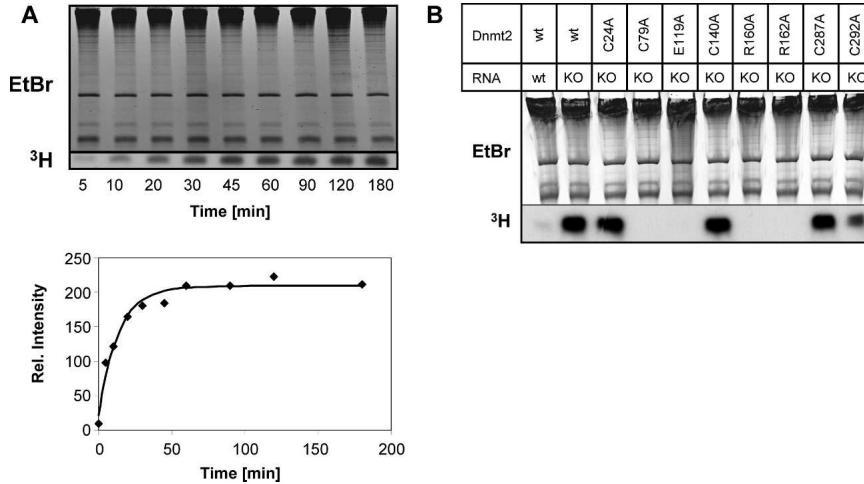 A
EtBr
³H
5 10 20 30 45 60 90 120 180
Time [min]
250
200
150
100
50
0
Rel. Intensity
0 50 100 150 200
Time [min]
B
Dnmt2 wt wt C24A C79A E119A C140A R160A R162A C287A C292A
RNA wt KO KO KO KO KO KO KO KO KO
EtBr
³H